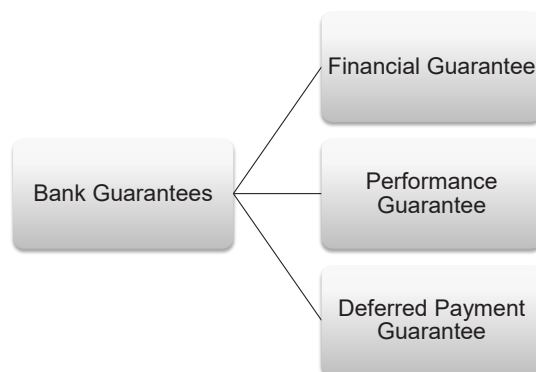 Financial Guarantee
Bank Guarantees
Performance
Guarantee
Deferred Payment
Guarantee